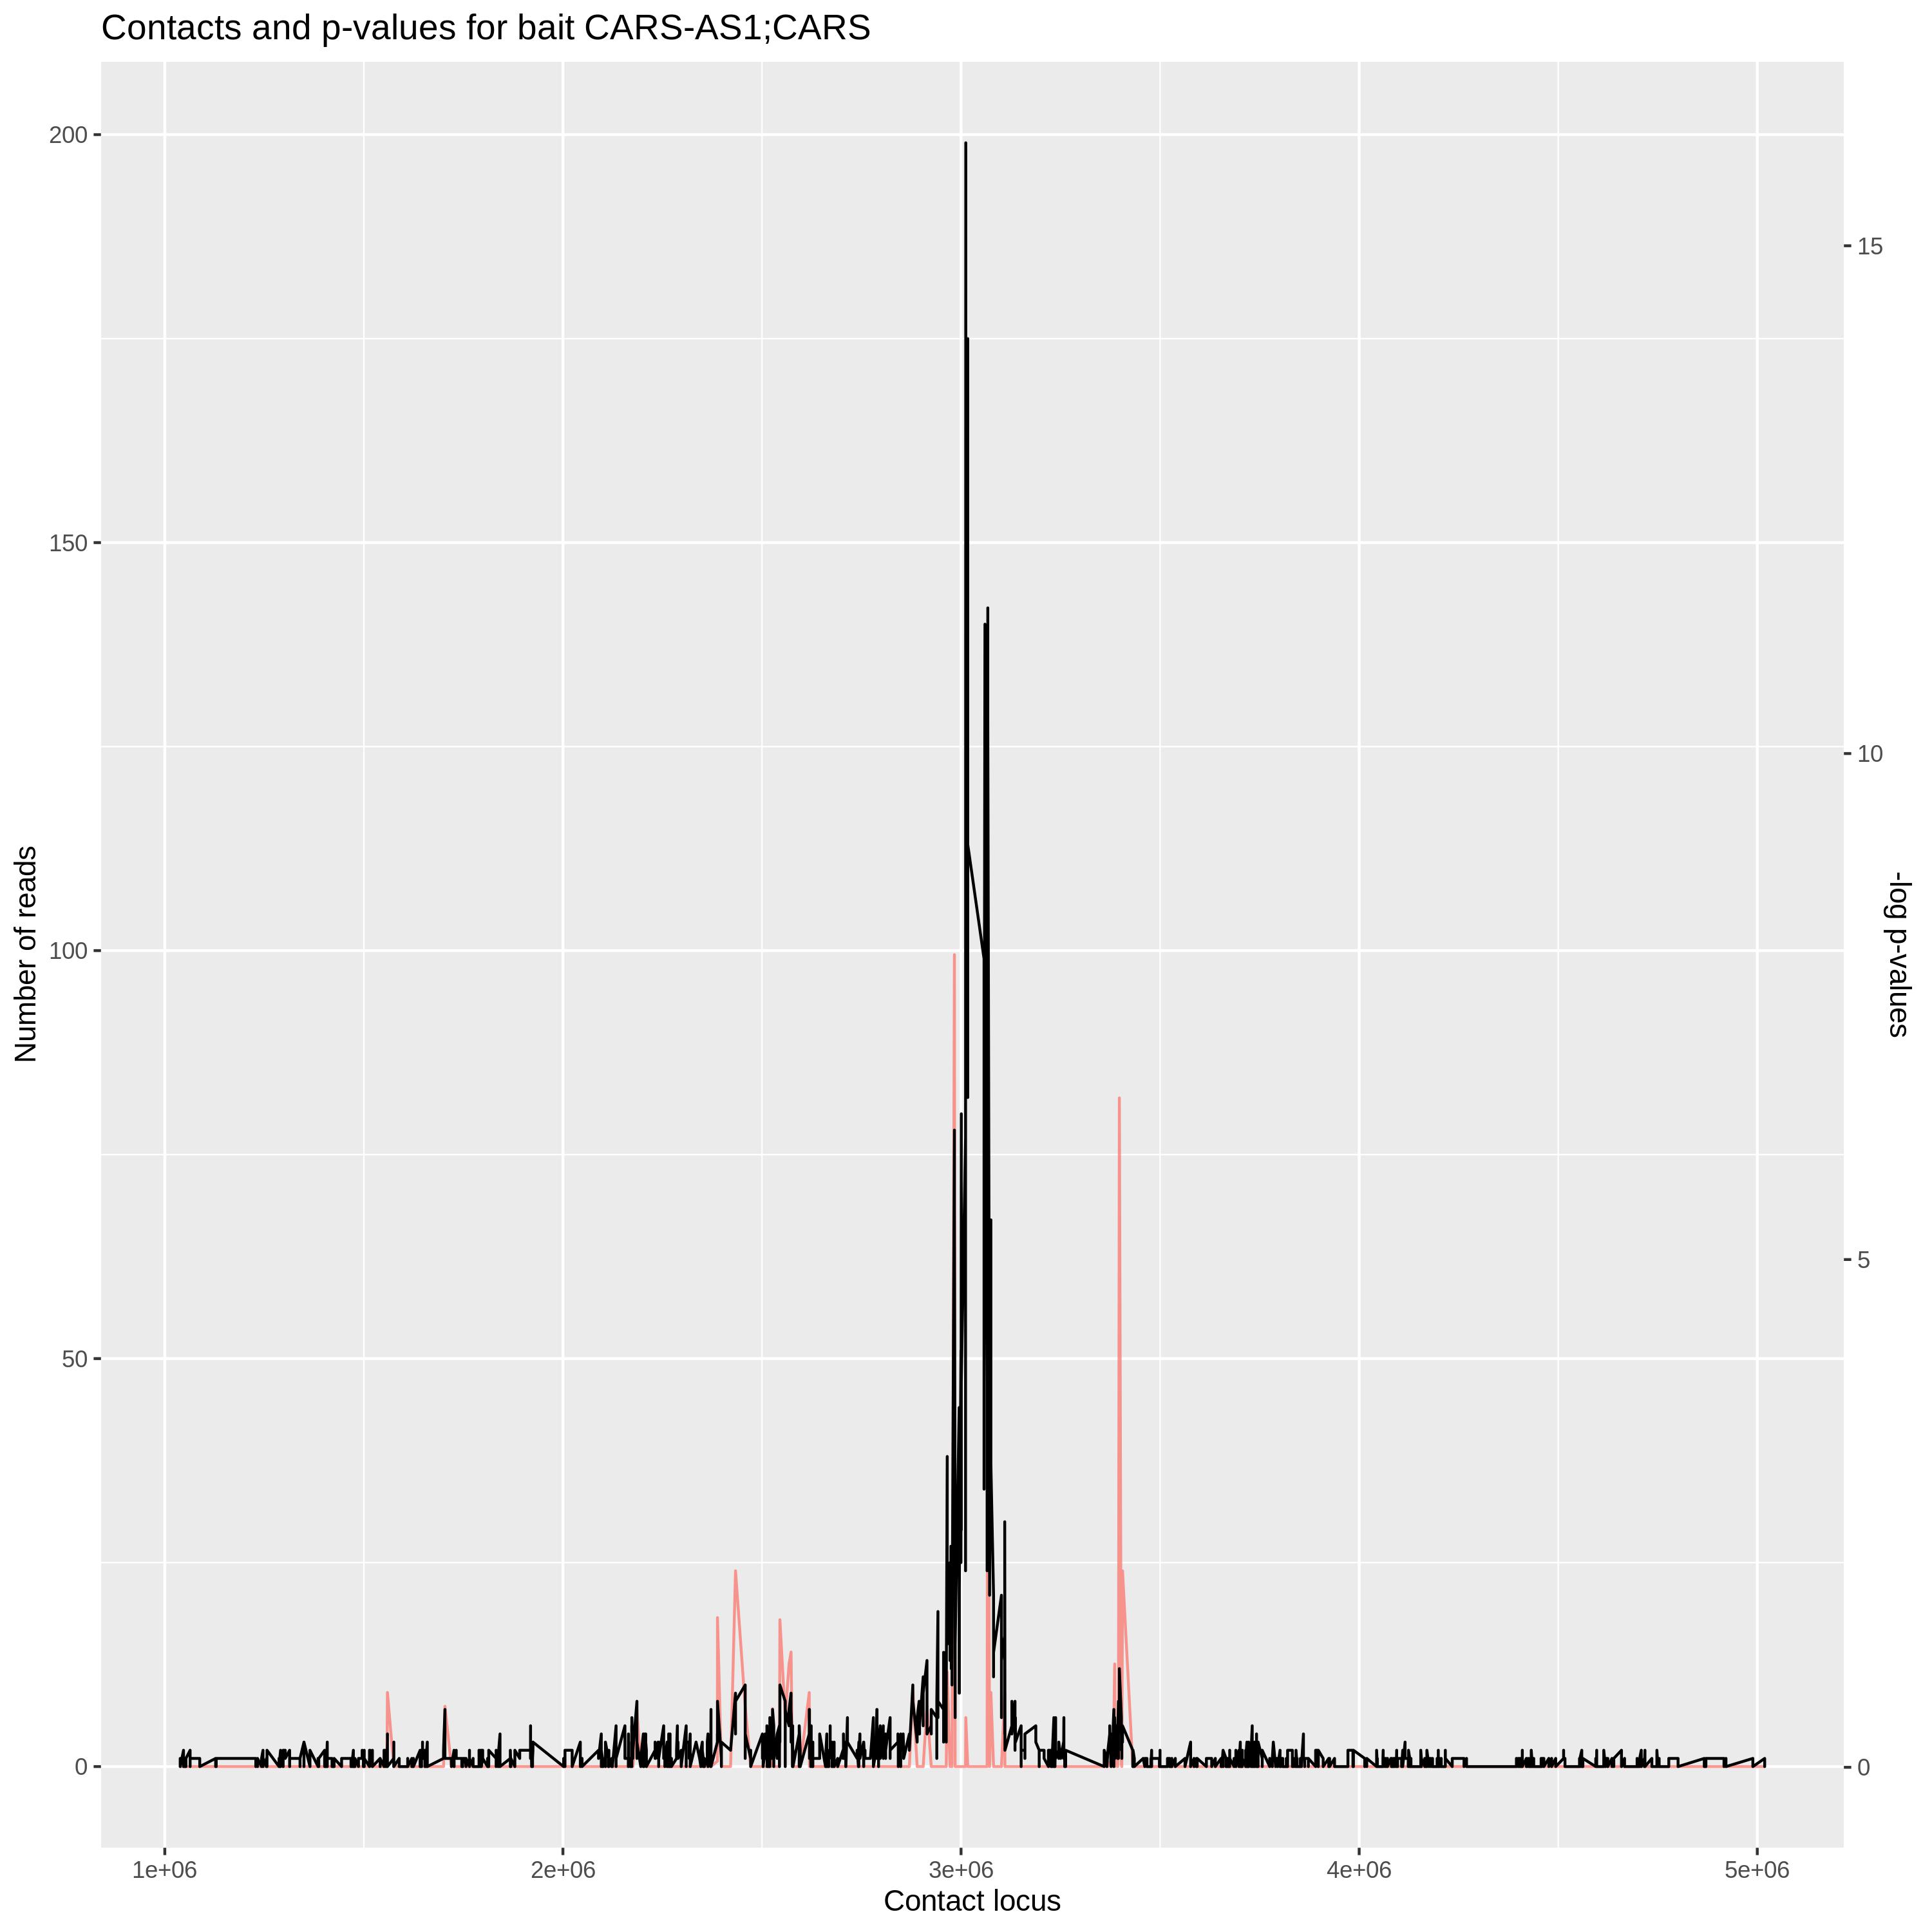 Contacts and p-values for bait CARS-AS1;CARS
200
150
100
50
0
Number of reads
15
10
5
0
-log p-values
1e+06
2e+06
3e+06
4e+06
5e+06
Contact locus